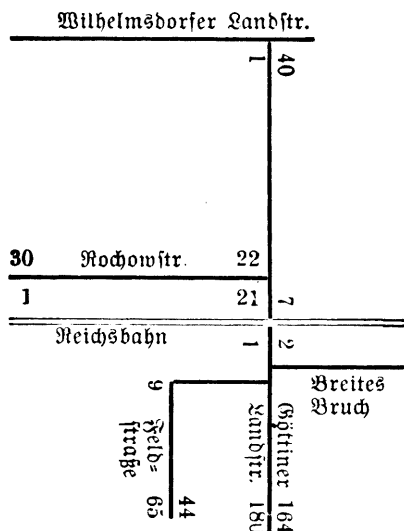 Wilhelmsdorfer Landstr.
1 40
30 Rochowstr. 22
1 21 7
Reichsbahn 1 2
Breites
Bruch
9
Feld=
straße 65
44
Göttiner 164
Landstr. 180